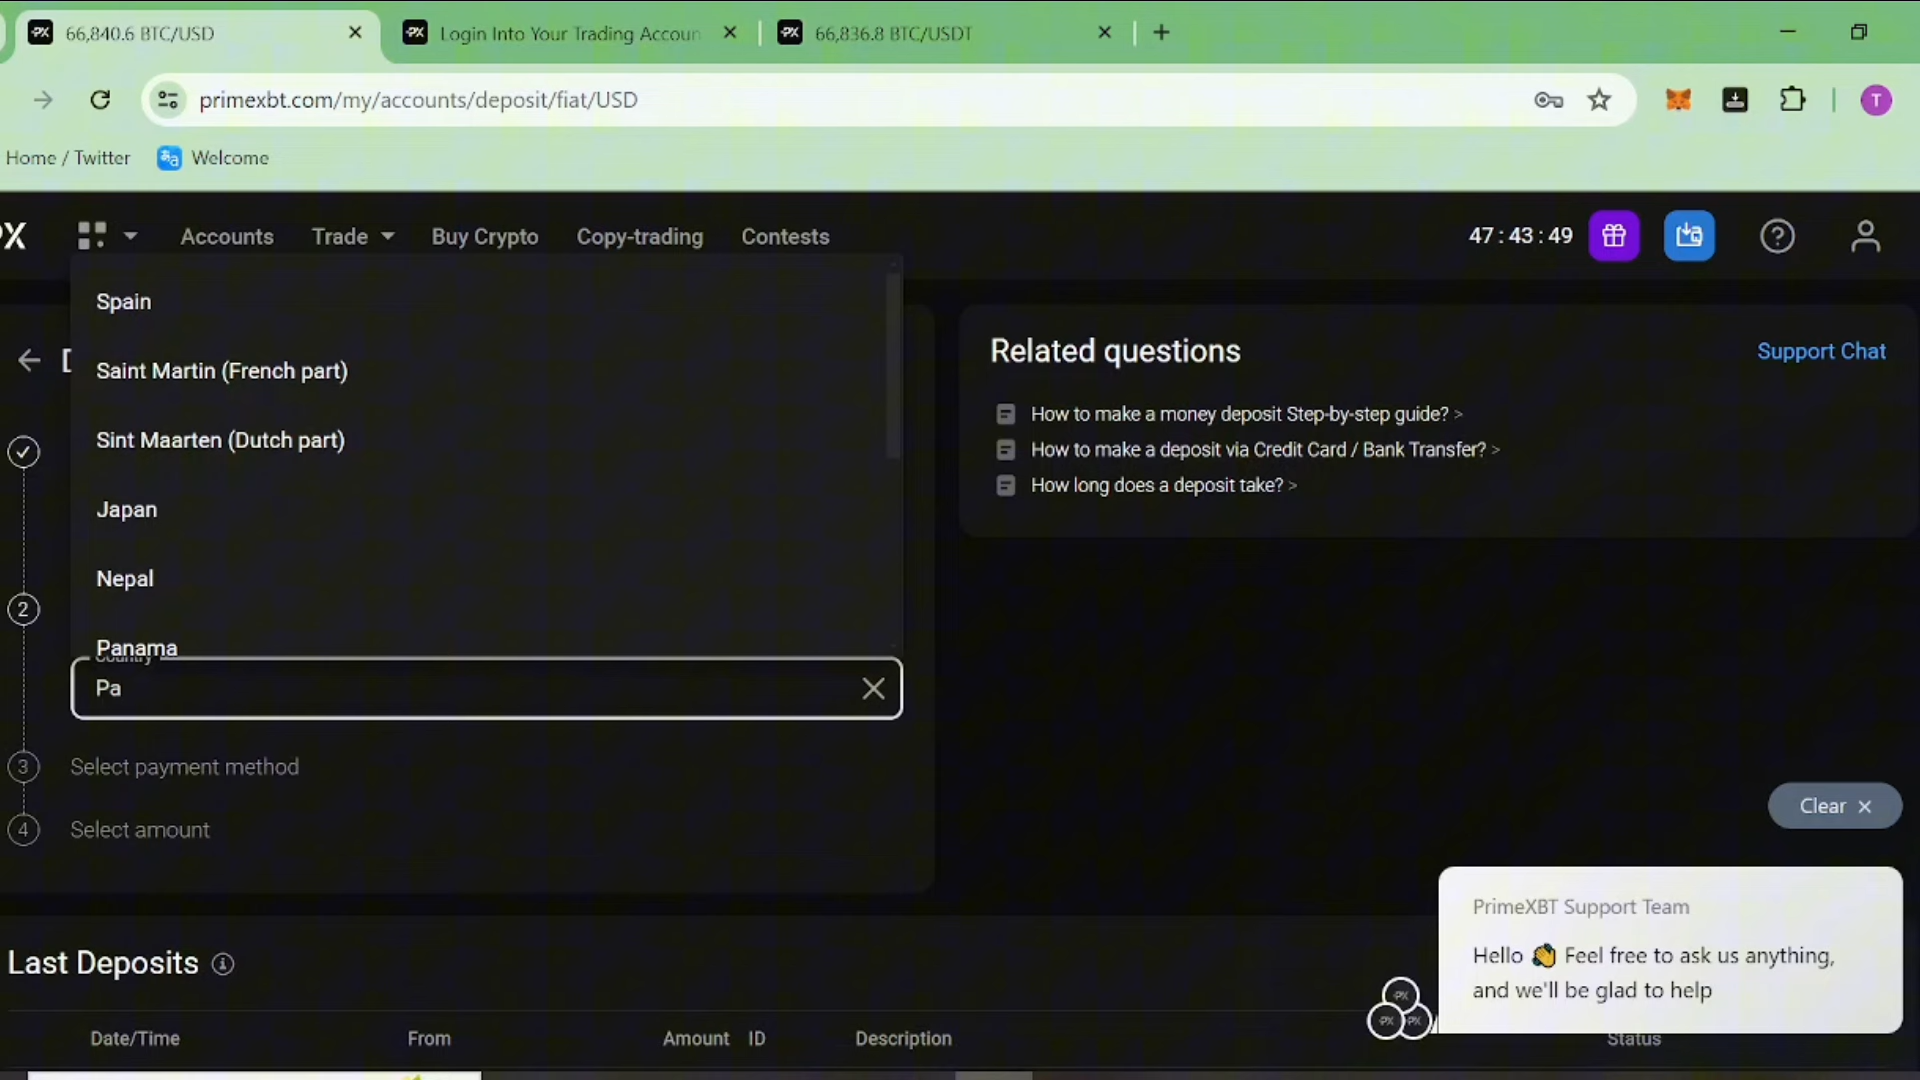 66,840.6 BTC/USD
Login Into Your Trading Accoun
66,836.8 BTC/USDT
primexbt.com/my/accounts/deposit/fiat/USD
T
Home / Twitter
Welcome
PX
Accounts
Trade
Buy Crypto
Copy-trading
Contests
47:43:49
Spain
Saint Martin (French part)
Sint Maarten (Dutch part)
Japan
Nepal
Panama
Country
Pa
2
3
Select payment method
4
Select amount
Related questions
Support Chat
How to make a money deposit Step-by-step guide? >
How to make a deposit via Credit Card / Bank Transfer? >
How long does a deposit take? >
Clear
PrimeXBT Support Team
Hello 👋 Feel free to ask us anything,
and we'll be glad to help
Last Deposits
Date/Time
From
Amount
ID
Description
Status